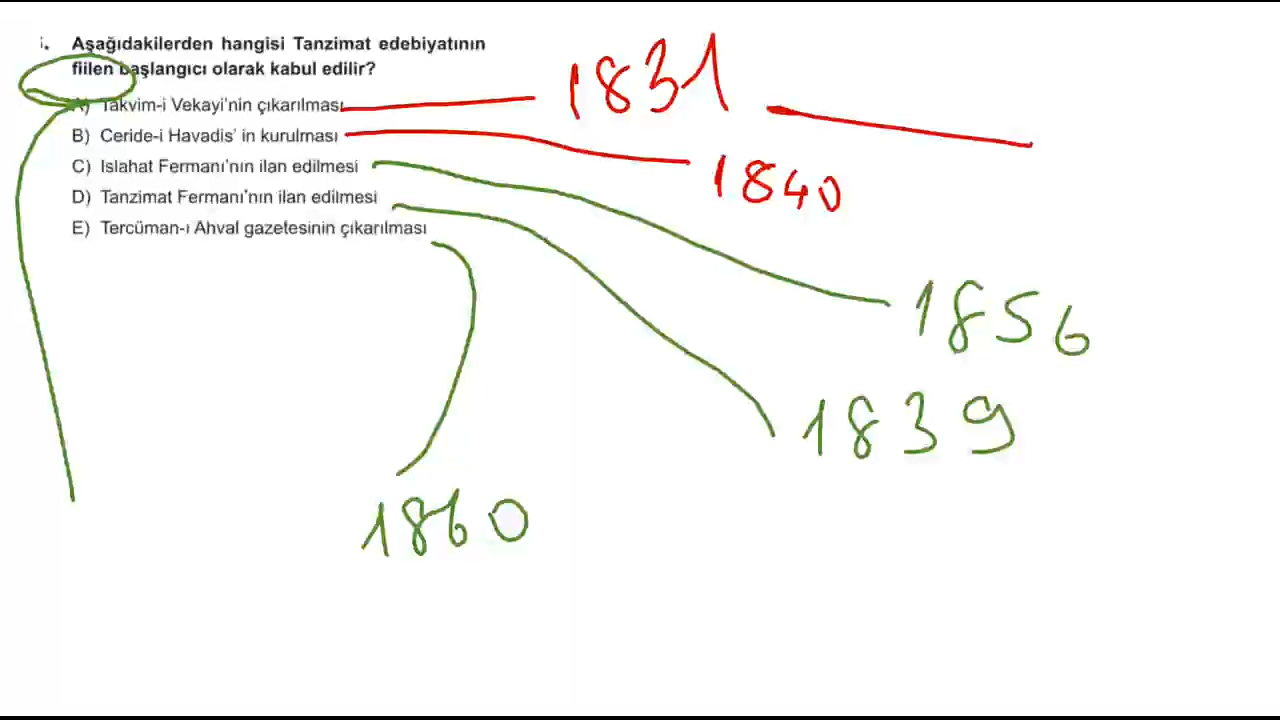 Aşağıdakilerden hangisi Tanzimat edebiyatının
fiilen başlangıcı olarak kabul edilir?
A) Takvim-i Vekayi'nin çıkarılması
1831
B) Ceride-i Havadis' in kurulması
1840
C) Islahat Fermanı'nın ilan edilmesi
1856
D) Tanzimat Fermanı'nın ilan edilmesi
1839
E) Tercüman-ı Ahval gazetesinin çıkarılması
1860